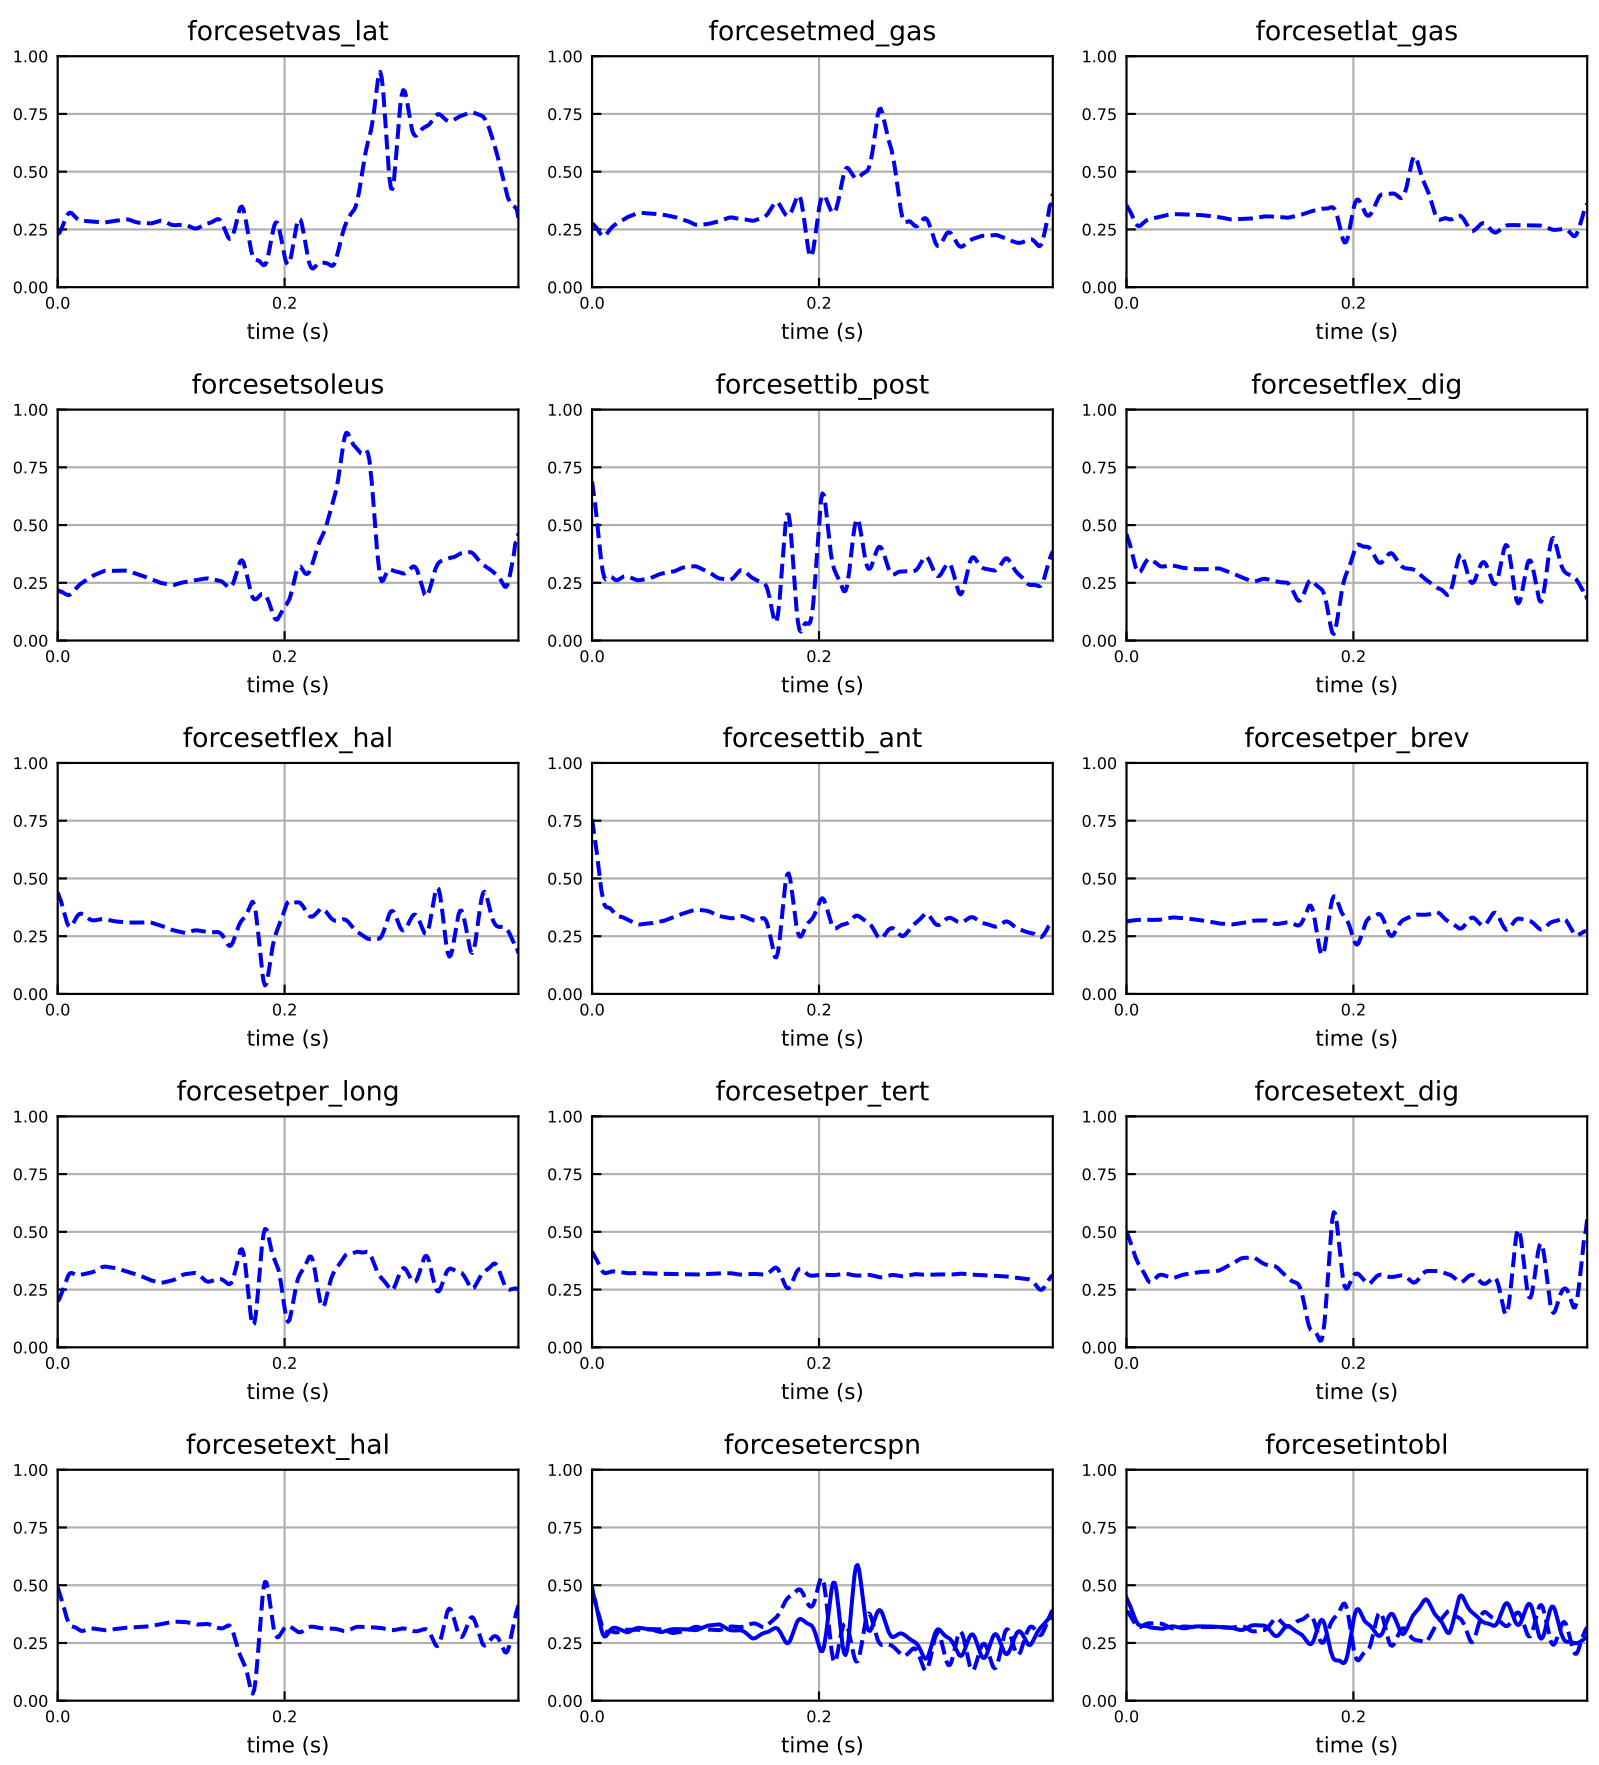 forcesetvas_lat forcesetmed_gas forcesetlat_gas
1.00 1.00 1.00
0.75 0.75 0.75
0.50 0.50 0.50
0.25 0.25 0.25
0.00 0.00 0.00
0.0 0.2 0.0 0.2 0.0 0.2
time (s) time (s) time (s)
forcesetsoleus forcesettib_post forcesetflex_dig
1.00 1.00 1.00
0.75 0.75 0.75
0.50 0.50 0.50
0.25 0.25 0.25
0.00 0.00 0.00
0.0 0.2 0.0 0.2 0.0 0.2
time (s) time (s) time (s)
forcesetflex_hal forcesettib_ant forcesetper_brev
1.00 1.00 1.00
0.75 0.75 0.75
0.50 0.50 0.50
0.25 0.25 0.25
0.00 0.00 0.00
0.0 0.2 0.0 0.2 0.0 0.2
time (s) time (s) time (s)
forcesetper_long forcesetper_tert forcesetext_dig
1.00 1.00 1.00
0.75 0.75 0.75
0.50 0.50 0.50
0.25 0.25 0.25
0.00 0.00 0.00
0.0 0.2 0.0 0.2 0.0 0.2
time (s) time (s) time (s)
forcesetext_hal forcesetercspn forcesetintobl
1.00 1.00 1.00
0.75 0.75 0.75
0.50 0.50 0.50
0.25 0.25 0.25
0.00 0.00 0.00
0.0 0.2 0.0 0.2 0.0 0.2
time (s) time (s) time (s)